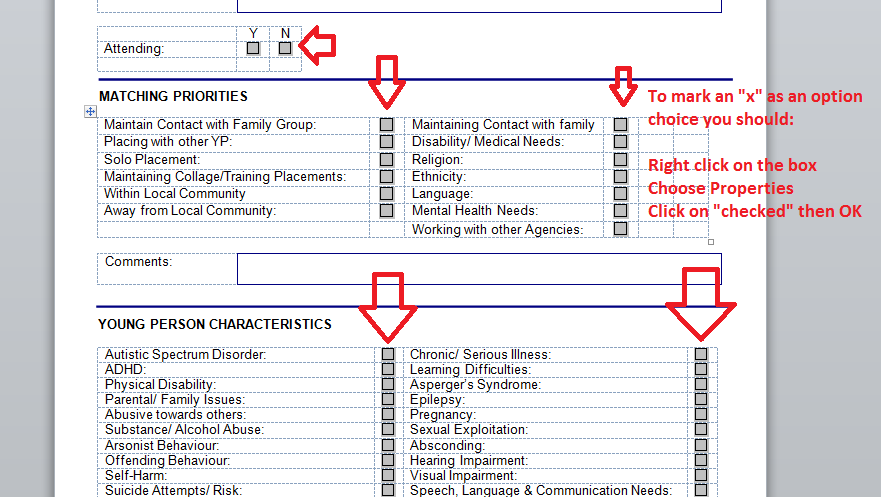 Y N
Attending:
MATCHING PRIORITIES
To mark an "x" as an option
choice you should:
Right click on the box
Choose Properties
Click on "checked" then OK
Maintain Contact with Family Group: Maintaining Contact with family
Placing with other YP: Disability/ Medical Needs:
Solo Placement: Religion:
Maintaining Collage/Training Placements: Ethnicity:
Within Local Community Language:
Away from Local Community: Mental Health Needs:
Working with other Agencies:
Comments:
YOUNG PERSON CHARACTERISTICS
Autistic Spectrum Disorder: Chronic/ Serious Illness:
ADHD: Learning Difficulties:
Physical Disability: Asperger's Syndrome:
Parental/ Family Issues: Epilepsy:
Abusive towards others: Pregnancy:
Substance/ Alcohol Abuse: Sexual Exploitation:
Arsonist Behaviour: Absconding:
Offending Behaviour: Hearing Impairment:
Self-Harm: Visual Impairment:
Suicide Attempts/ Risk: Speech, Language & Communication Needs: